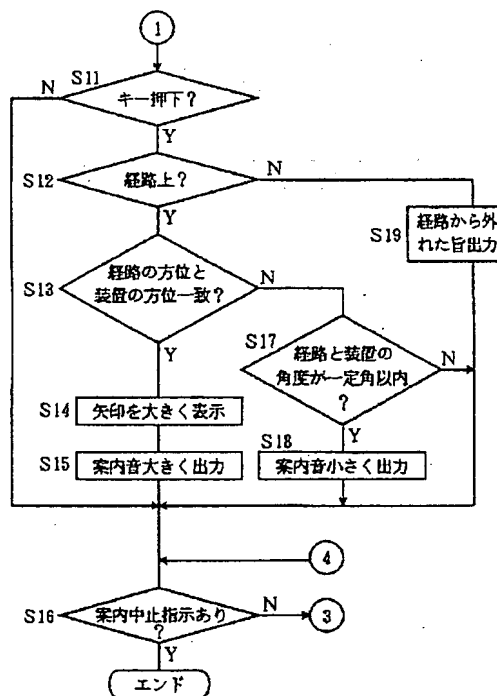 1
S11
N
キー押下?
Y
S12
経路上?
N
Y
S19
経路から外
れた旨出力
S13
経路の方位と
装置の方位一致?
N
Y
S17
経路と装置の
角度が一定角以内
?
N
Y
S14
矢印を大きく表示
S18
S15
案内音大きく出力
案内音小さく出力
4
S16
案内中止指示あり
?
N
3
Y
エンド